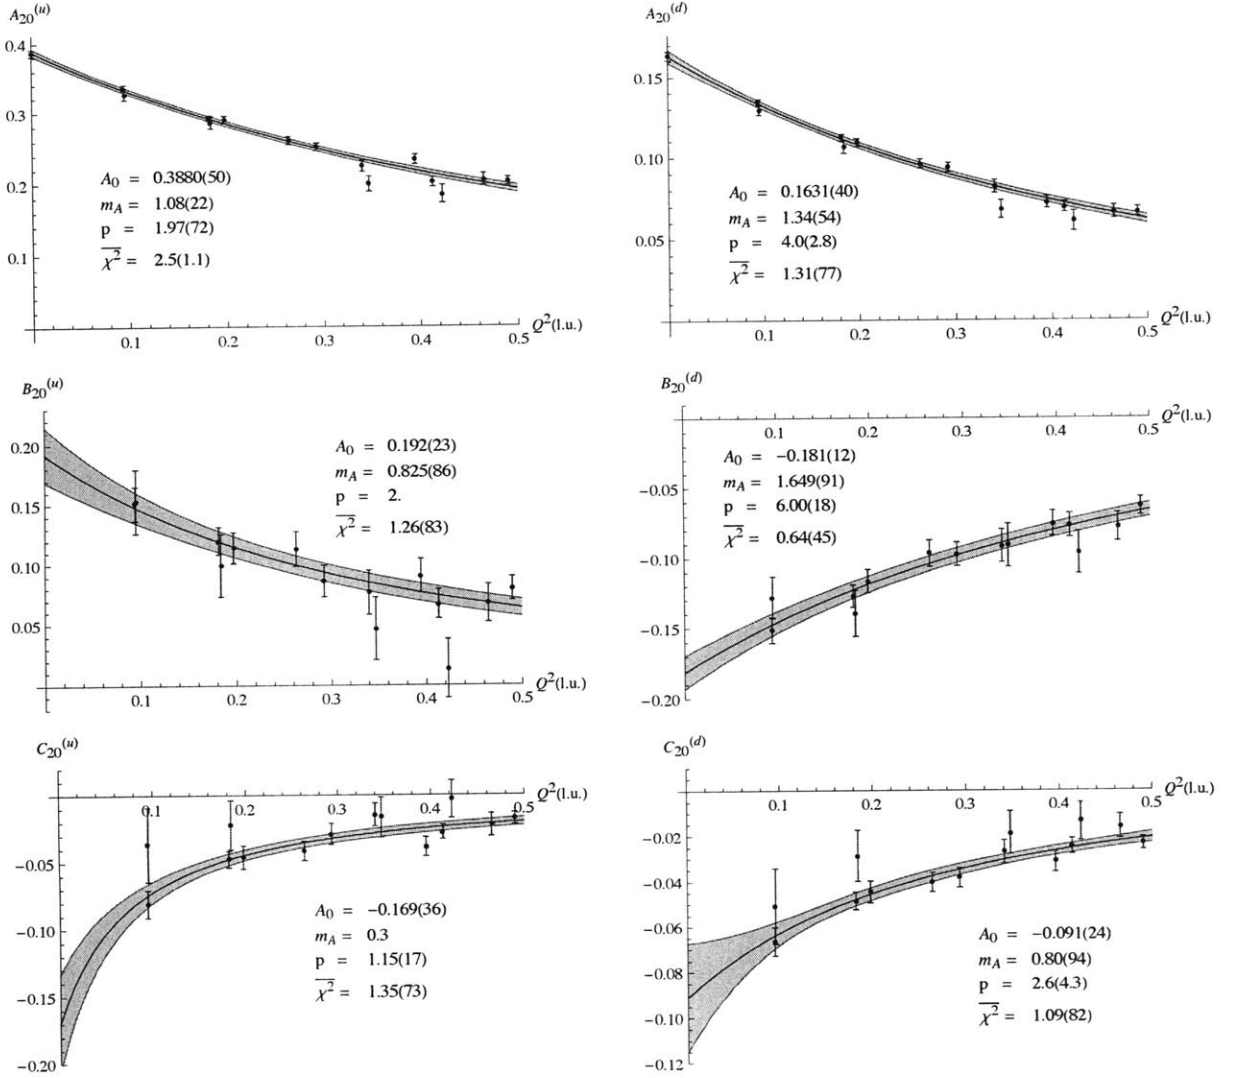 A₂₀⁽ᵘ⁾
0.4
0.3
0.2
0.1
A₀ = 0.3880(50)
m_A = 1.08(22)
p = 1.97(72)
χ² = 2.5(1.1)
0.1 0.2 0.3 0.4 0.5
Q²(l.u.)
A₂₀⁽ᵈ⁾
0.15
0.10
0.05
A₀ = 0.1631(40)
m_A = 1.34(54)
p = 4.0(2.8)
χ² = 1.31(77)
0.1 0.2 0.3 0.4 0.5
Q²(l.u.)
B₂₀⁽ᵘ⁾
0.20
0.15
0.10
0.05
A₀ = 0.192(23)
m_A = 0.825(86)
p = 2.
χ² = 1.26(83)
0.1 0.2 0.3 0.4 0.5
Q²(l.u.)
B₂₀⁽ᵈ⁾
Q²(l.u.)
0.1 0.2 0.3 0.4 0.5
A₀ = −0.181(12)
m_A = 1.649(91)
p = 6.00(18)
χ² = 0.64(45)
−0.05
−0.10
−0.15
−0.20
C₂₀⁽ᵘ⁾
Q²(l.u.)
0.1 0.2 0.3 0.4 0.5
−0.05
−0.10
−0.15
−0.20
A₀ = −0.169(36)
m_A = 0.3
p = 1.15(17)
χ² = 1.35(73)
C₂₀⁽ᵈ⁾
Q²(l.u.)
0.1 0.2 0.3 0.4 0.5
−0.02
−0.04
−0.06
−0.08
−0.10
−0.12
A₀ = −0.091(24)
m_A = 0.80(94)
p = 2.6(4.3)
χ² = 1.09(82)